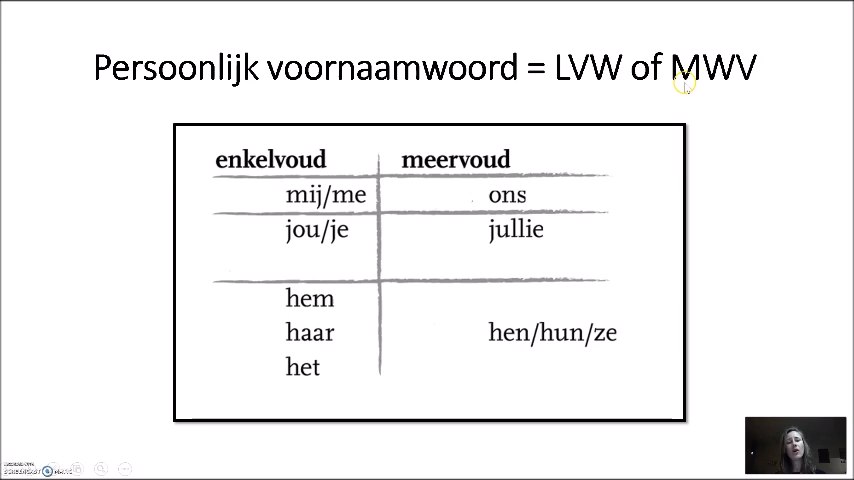 Persoonlijk voornaamwoord = LVW of MWV
enkelvoud meervoud
mij/me ons
jou/je jullie
hem
haar hen/hun/ze
het